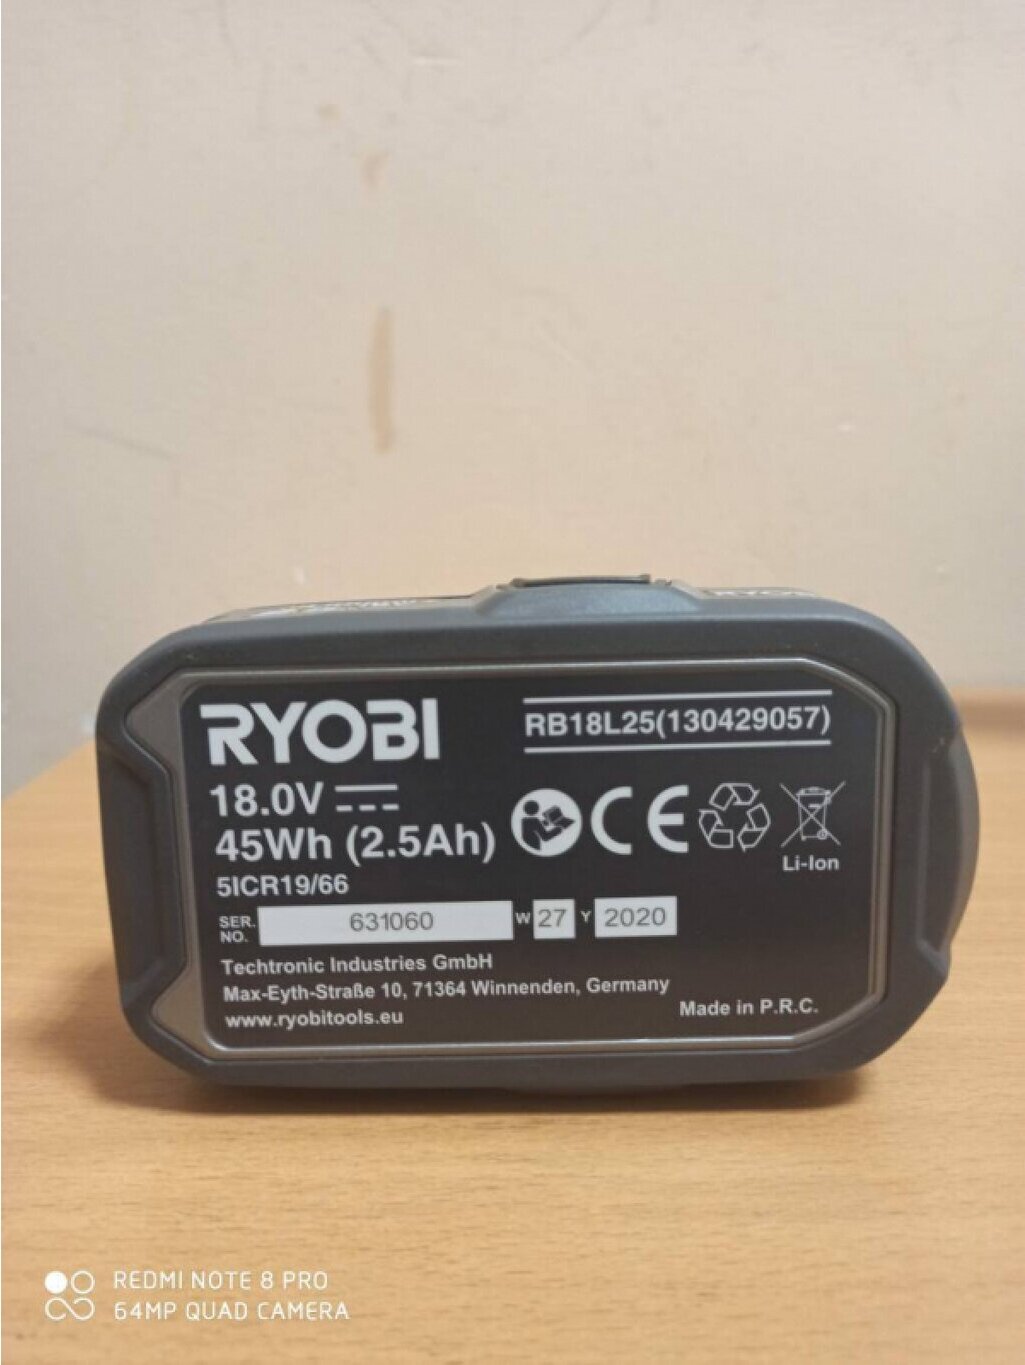 RYOBI
RB18L25(130429057)
18.0V
45Wh (2.5Ah)
CE
Li-Ion
5ICR19/66
SER. NO. 631060 W 27 Y 2020
Techtronic Industries GmbH
Max-Eyth-Straße 10, 71364 Winnenden, Germany
www.ryobitools.eu
Made in P.R.C.
REDMI NOTE 8 PRO
64MP QUAD CAMERA